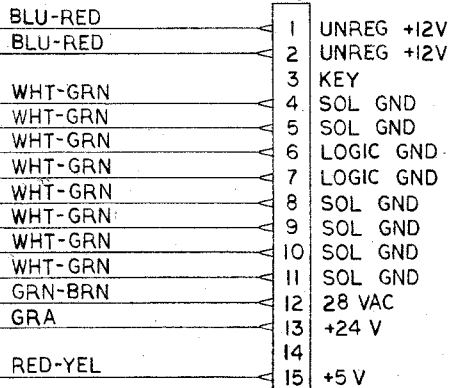 BLU-RED 1 UNREG +12V
BLU-RED 2 UNREG +12V
3 KEY
WHT-GRN 4 SOL GND
WHT-GRN 5 SOL GND
WHT-GRN 6 LOGIC GND
WHT-GRN 7 LOGIC GND
WHT-GRN 8 SOL GND
WHT-GRN 9 SOL GND
WHT-GRN 10 SOL GND
WHT-GRN 11 SOL GND
GRN-BRN 12 28 VAC
GRA 13 +24 V
14
RED-YEL 15 +5 V